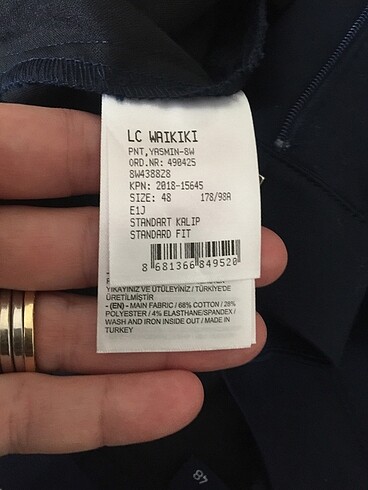 LC WAIKIKI
PNT,YASMIN-8W
ORD.NR: 490425
8W438828
KPN: 2018-15645
SIZE: 48 178/98A
E1J
STANDART KALIP
STANDARD FIT
8 681366 849520
YIKAYINIZ VE ÜTÜLEYİNİZ / TÜRKİYE'DE
ÜRETİLMİŞTİR
- (EN) - MAIN FABRIC / 68% COTTON / 28%
POLYESTER / 4% ELASTHANE/SPANDEX /
WASH AND IRON INSIDE OUT / MADE IN
TURKEY
48